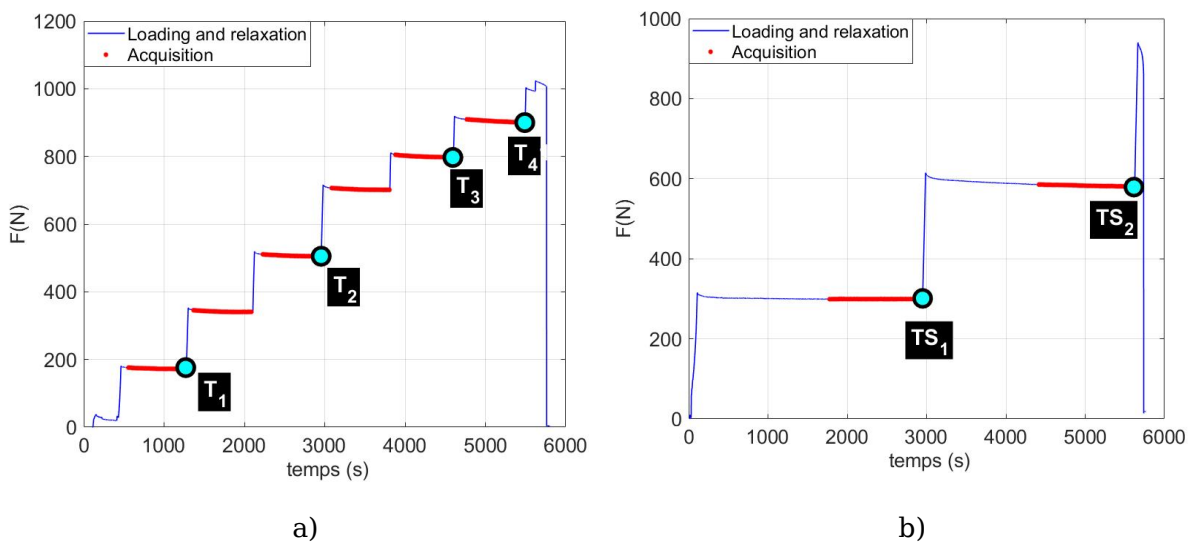 1200
1000
800
600
400
200
0
F(N)
Loading and relaxation
Acquisition
T1
T2
T3
T4
0 1000 2000 3000 4000 5000 6000
temps (s)
a)
1000
800
600
400
200
0
F(N)
Loading and relaxation
Acquisition
TS1
TS2
0 1000 2000 3000 4000 5000 6000
temps (s)
b)